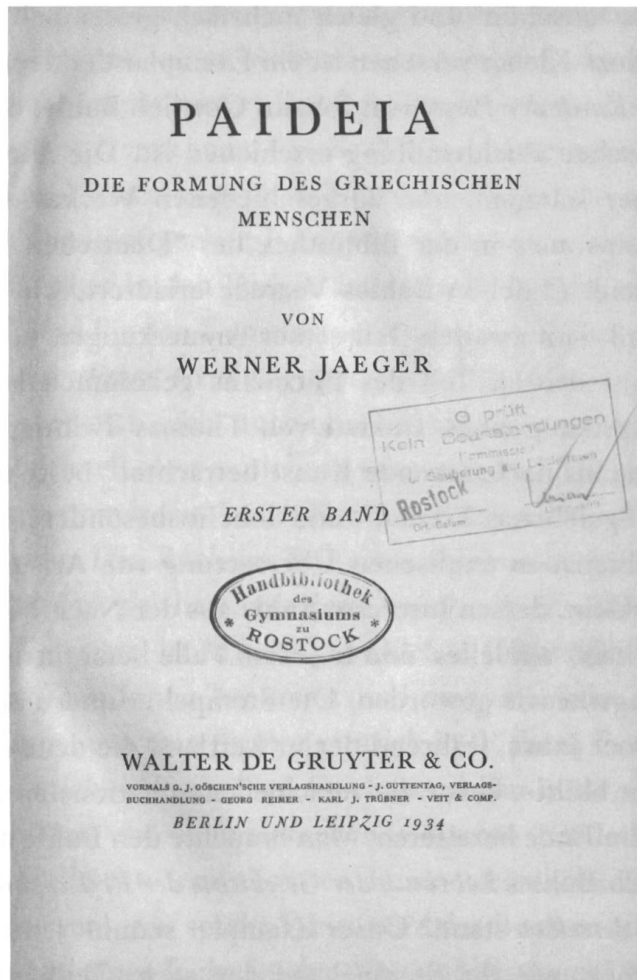 PAIDEIA
DIE FORMUNG DES GRIECHISCHEN
MENSCHEN
VON
WERNER JAEGER
prüft
Kein Beanstandungen
Rostock
ERSTER BAND
Handbibliothek
des
Gymnasiums
zu
* ROSTOCK *
WALTER DE GRUYTER & CO.
VORMALS G. J. GÖSCHEN'SCHE VERLAGSHANDLUNG - J. GUTTENTAG, VERLAGS-
BUCHHANDLUNG - GEORG REIMER - KARL J. TRÜBNER - VEIT & COMP.
BERLIN UND LEIPZIG 1934